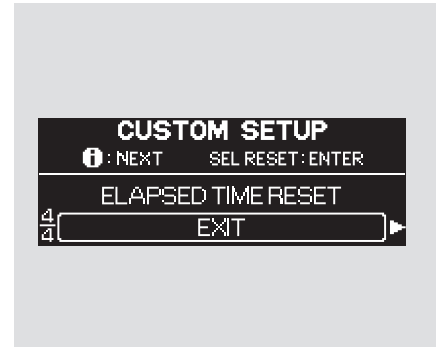 CUSTOM SETUP
i : NEXT SEL RESET : ENTER
ELAPSED TIME RESET
4/4 EXIT